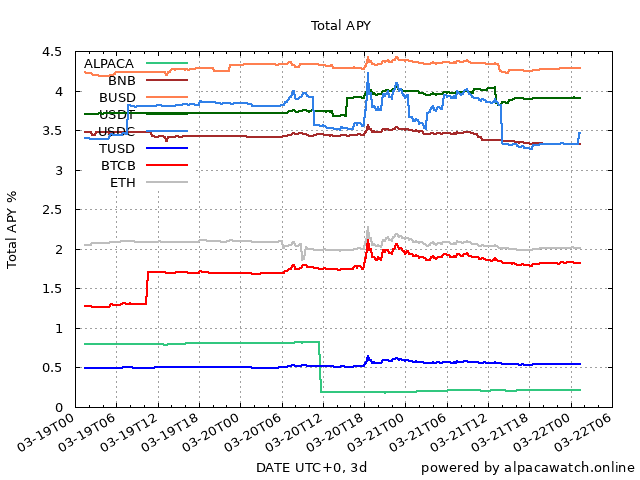 Total APY
Total APY %
4.5
4
3.5
3
2.5
2
1.5
1
0.5
0
ALPACA
BNB
BUSD
USDT
USDC
TUSD
BTCB
ETH
03-19T00
03-19T06
03-19T12
03-19T18
03-20T00
03-20T06
03-20T12
03-20T18
03-21T00
03-21T06
03-21T12
03-21T18
03-22T00
03-22T06
DATE UTC+0, 3d
powered by alpacawatch.online